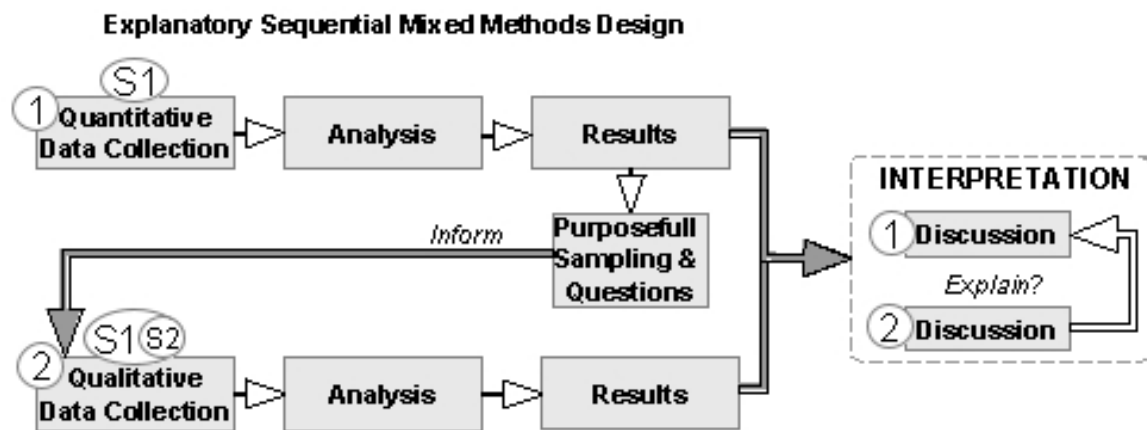 Explanatory Sequential Mixed Methods Design
S1
1
Quantitative
Data Collection
Analysis
Results
Purposefull
Sampling &
Questions
Inform
S1 S2
2
Qualitative
Data Collection
Analysis
Results
INTERPRETATION
1 Discussion
Explain?
2 Discussion